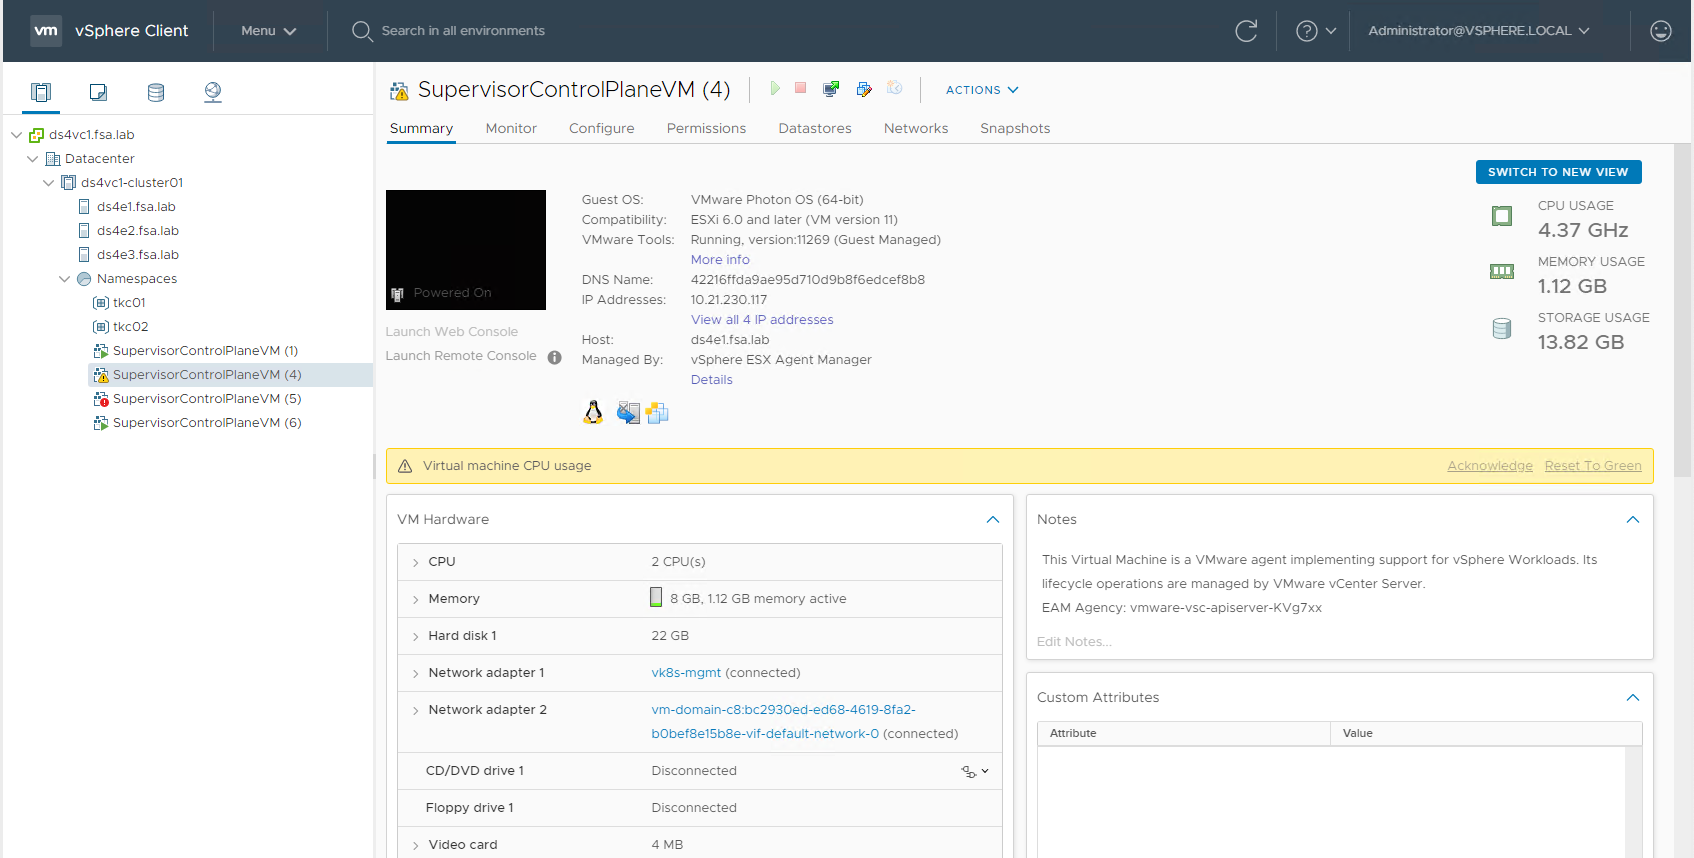 vm vSphere Client Menu Search in all environments Administrator@VSPHERE.LOCAL
ds4vc1.fsa.lab
Datacenter
ds4vc1-cluster01
ds4e1.fsa.lab
ds4e2.fsa.lab
ds4e3.fsa.lab
Namespaces
tkc01
tkc02
SupervisorControlPlaneVM (1)
SupervisorControlPlaneVM (4)
SupervisorControlPlaneVM (5)
SupervisorControlPlaneVM (6)
SupervisorControlPlaneVM (4) ACTIONS
Summary Monitor Configure Permissions Datastores Networks Snapshots
SWITCH TO NEW VIEW
Powered On
Launch Web Console
Launch Remote Console
Guest OS: VMware Photon OS (64-bit)
Compatibility: ESXi 6.0 and later (VM version 11)
VMware Tools: Running, version:11269 (Guest Managed)
More info
DNS Name: 42216ffda9ae95d710d9b8f6edcef8b8
IP Addresses: 10.21.230.117
View all 4 IP addresses
Host: ds4e1.fsa.lab
Managed By: vSphere ESX Agent Manager
Details
CPU USAGE
4.37 GHz
MEMORY USAGE
1.12 GB
STORAGE USAGE
13.82 GB
Virtual machine CPU usage Acknowledge Reset To Green
VM Hardware
CPU 2 CPU(s)
Memory 8 GB, 1.12 GB memory active
Hard disk 1 22 GB
Network adapter 1 vk8s-mgmt (connected)
Network adapter 2 vm-domain-c8:bc2930ed-ed68-4619-8fa2-
b0bef8e15b8e-vif-default-network-0 (connected)
CD/DVD drive 1 Disconnected
Floppy drive 1 Disconnected
Video card 4 MB
Notes
This Virtual Machine is a VMware agent implementing support for vSphere Workloads. Its
lifecycle operations are managed by VMware vCenter Server.
EAM Agency: vmware-vsc-apiserver-KVg7xx
Edit Notes...
Custom Attributes
Attribute Value